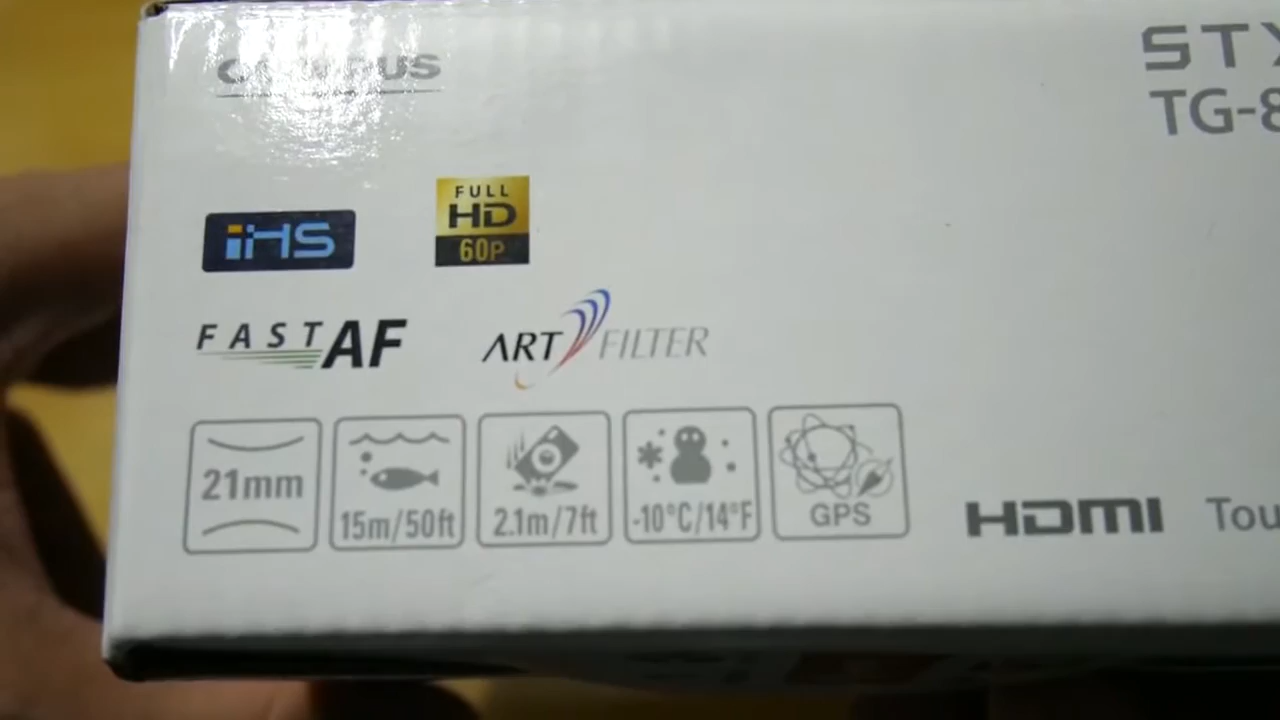 OLYMPUS
STY
TG-8
iHS
FULL
HD
60P
FAST AF
ART FILTER
21mm
15m/50ft
2.1m/7ft
-10°C/14°F
GPS
HDMI
Tou